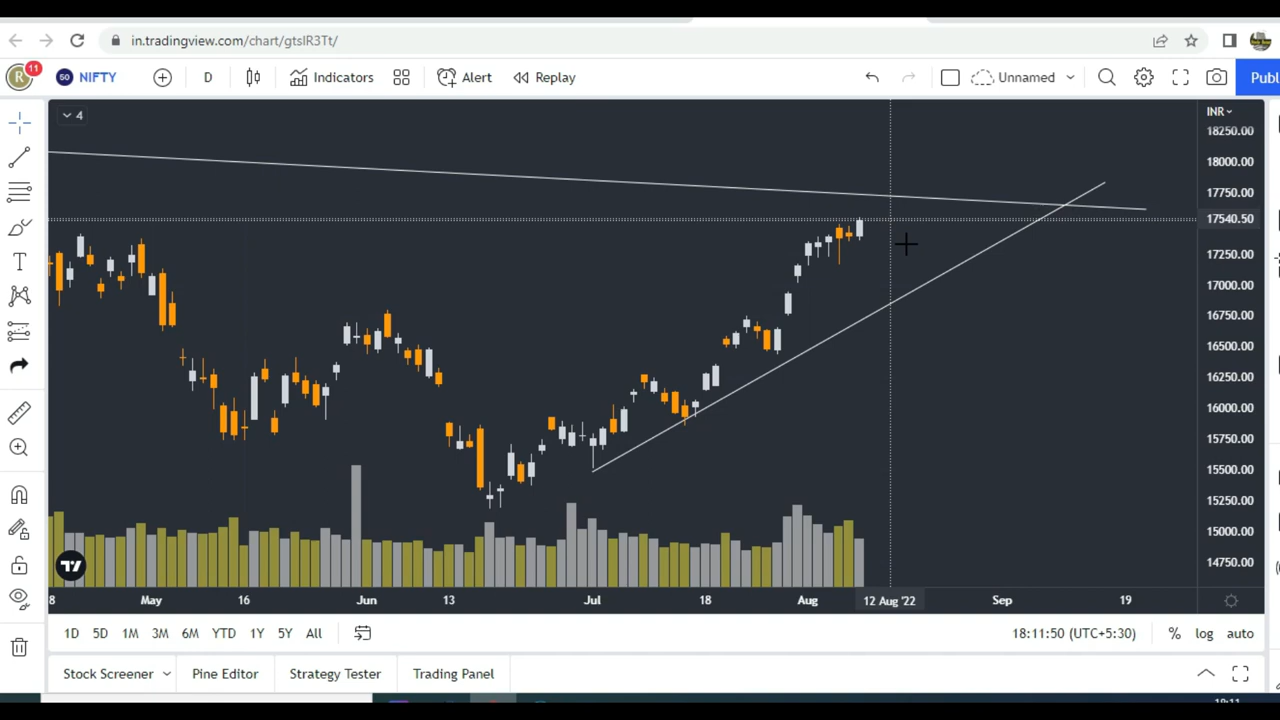 in.tradingview.com/chart/gtsIR3Tt/
R 11 50 NIFTY D Indicators Alert Replay Unnamed Publ
4 INR
18250.00
18000.00
17750.00
17540.50
17250.00
17000.00
16750.00
16500.00
16250.00
16000.00
15750.00
15500.00
15250.00
15000.00
14750.00
8 May 16 Jun 13 Jul 18 Aug 12 Aug '22 Sep 19
1D 5D 1M 3M 6M YTD 1Y 5Y All 18:11:50 (UTC+5:30) % log auto
Stock Screener Pine Editor Strategy Tester Trading Panel